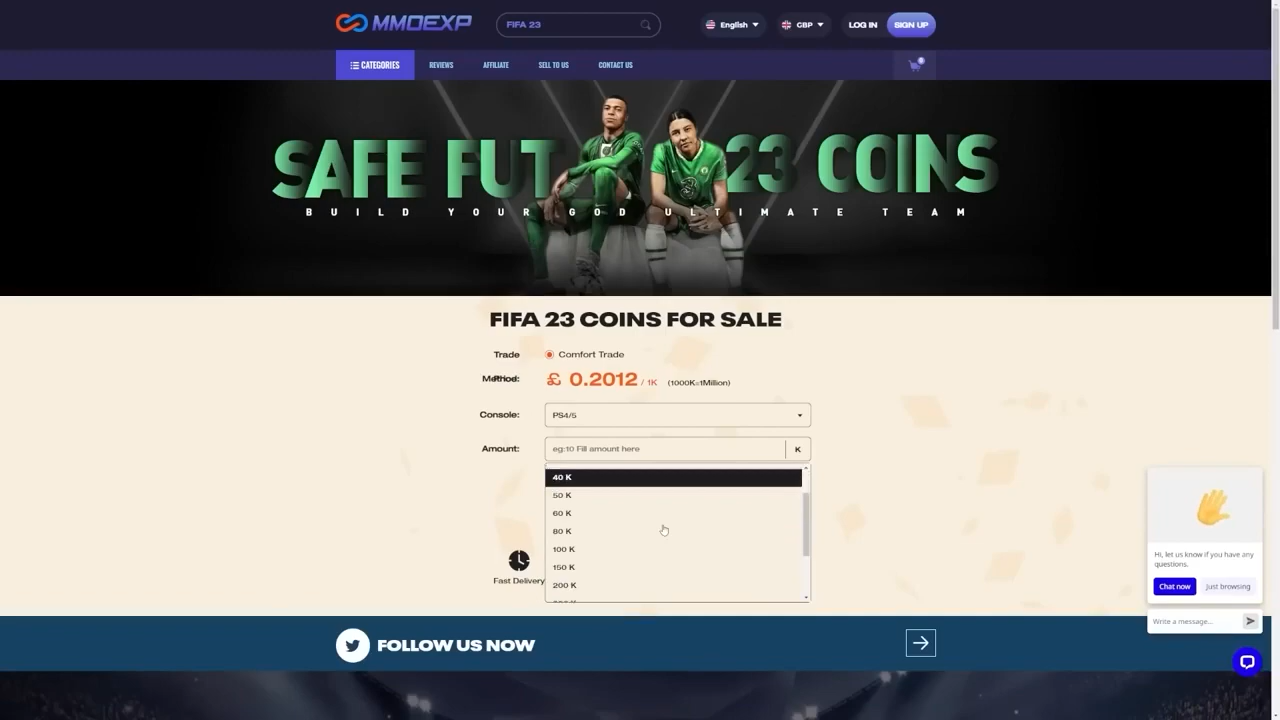 MMOEXP
FIFA 23
English
GBP
LOG IN
SIGN UP
CATEGORIES
REVIEWS
AFFILIATE
SELL TO US
CONTACT US
0
SAFE FUT 23 COINS
BUILD YOUR GOD ULTIMATE TEAM
3
FIFA 23 COINS FOR SALE
Trade
Comfort Trade
£ 0.2012 / 1K (1000K=1Million)
Console:
PS4/5
Amount:
eg:10 Fill amount here
K
40 K
50 K
60 K
80 K
100 K
150 K
200 K
Fast Delivery
Hi, let us know if you have any
questions.
Chat now
Just browsing
Write a message...
FOLLOW US NOW